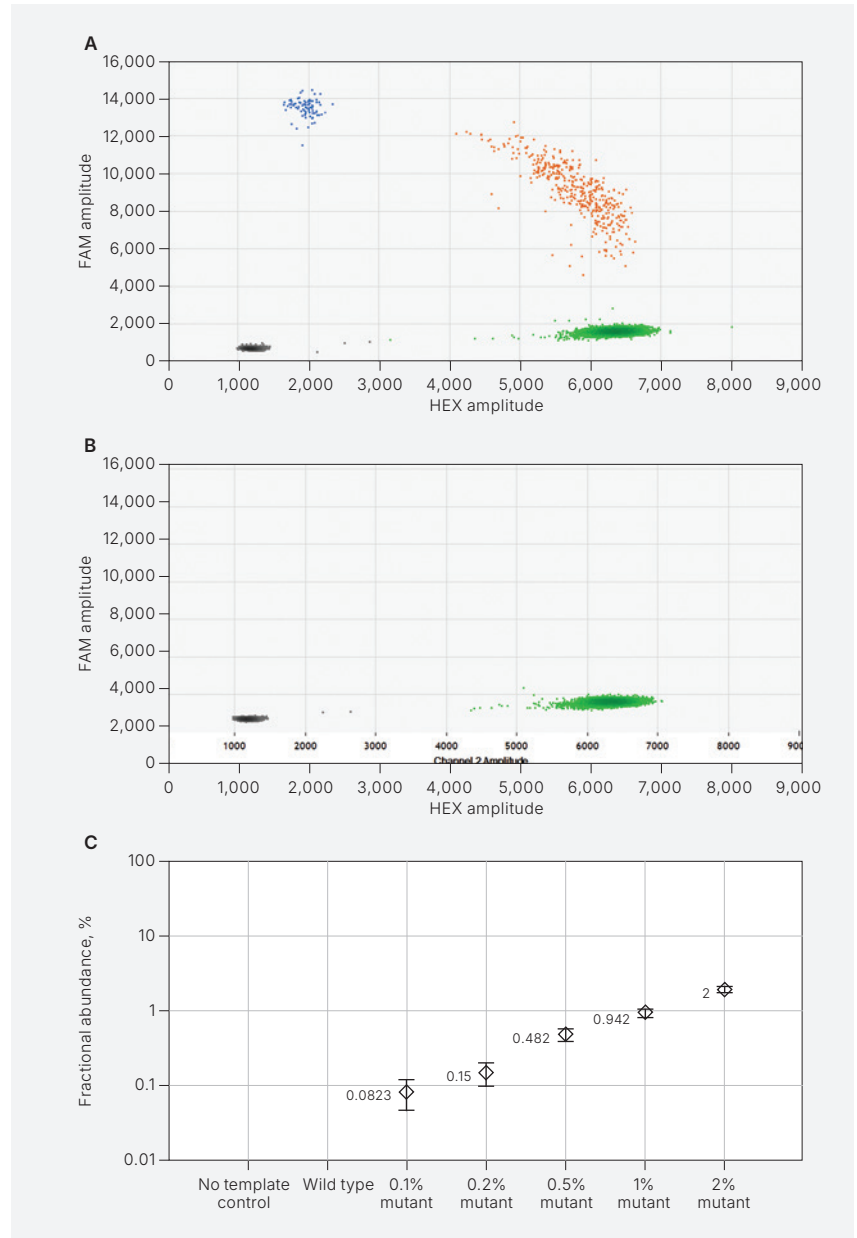 A
16,000
14,000
12,000
10,000
8,000
6,000
4,000
2,000
0
FAM amplitude
0 1,000 2,000 3,000 4,000 5,000 6,000 7,000 8,000 9,000
HEX amplitude
B
16,000
14,000
12,000
10,000
8,000
6,000
4,000
2,000
0
FAM amplitude
1000 2000 3000 4000 5000 6000 7000 8000 900
Channel 2 Amplitude
0 1,000 2,000 3,000 4,000 5,000 6,000 7,000 8,000 9,000
HEX amplitude
C
100
10
1
0.1
0.01
Fractional abundance, %
0.0823
0.15
0.482
0.942
2
No template control
Wild type
0.1% mutant
0.2% mutant
0.5% mutant
1% mutant
2% mutant